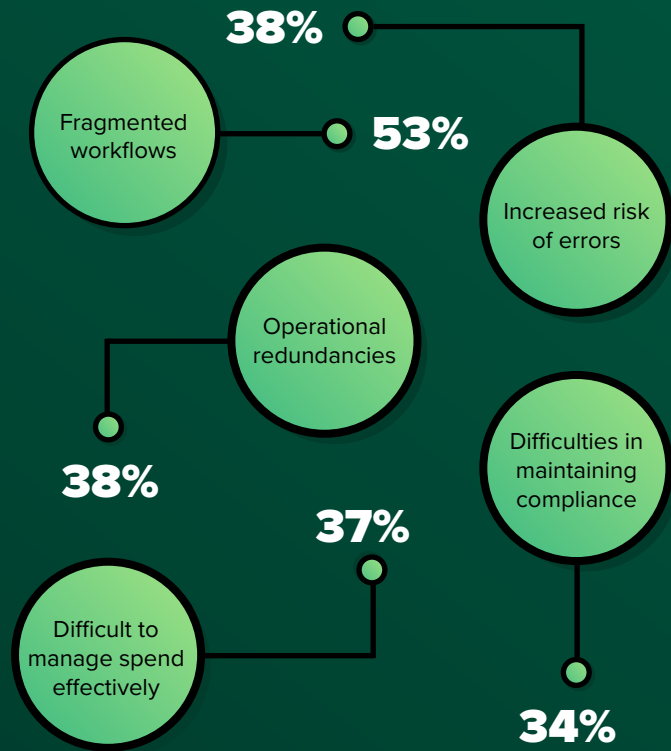 38%
Fragmented
workflows
53%
Increased risk
of errors
Operational
redundancies
38%
Difficulties in
maintaining
compliance
37%
Difficult to
manage spend
effectively
34%